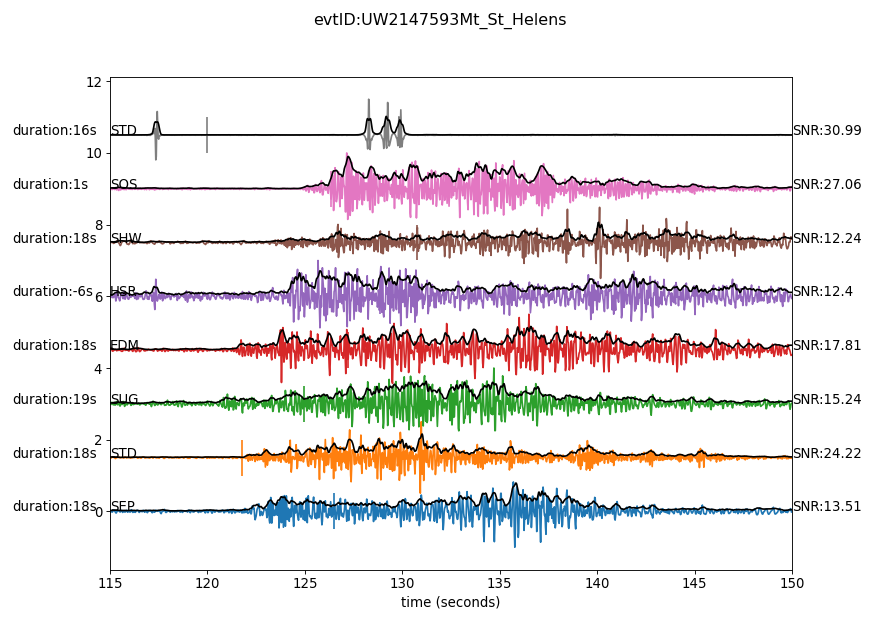 evtID:UW2147593Mt_St_Helens
12
duration:16s STD SNR:30.99
10
duration:1s SOS SNR:27.06
8
duration:18s SHW SNR:12.24
duration:-6s HSR SNR:12.4
6
duration:18s EDM SNR:17.81
4
duration:19s SUG SNR:15.24
2
duration:18s STD SNR:24.22
duration:18s SEP SNR:13.51
0
115 120 125 130 135 140 145 150
time (seconds)